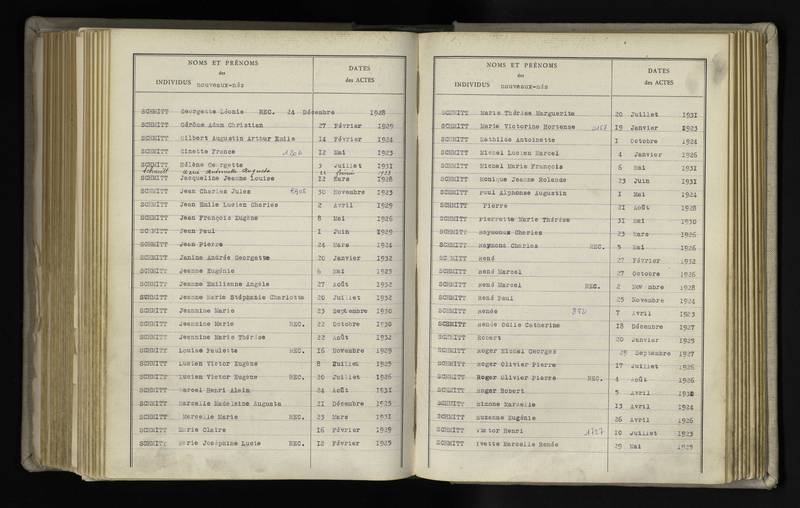 NOMS ET PRÉNOMS
des
INDIVIDUS nouveaux-nés
DATES
des ACTES
SCHMITT Georgette Léonie REC. 24 Décembre 1928
SCHMITT Gérôme Adam Christian 27 Février 1929
SCHMITT Gilbert Augustin Arthur Emile 14 Février 1924
SCHMITT Ginette France 12 Mai 1923
SCHMITT Hélène Georgette 3 Juillet 1931
Schmitt Antoinette Augusta
SCHMITT Jacqueline Jeanne Louise 12 Mars 1928
SCHMITT Jean Charles Jules 30 Novembre 1923
SCHMITT Jean Emile Lucien Charles 2 Avril 1929
SCHMITT Jean François Eugène 8 Mai 1926
SCHMITT Jean Paul 1 Juin 1929
SCHMITT Jean Pierre 24 Mars 1924
SCHMITT Janine Andrée Georgette 20 Janvier 1932
SCHMITT Jeanne Eugénie 6 Mai 1925
SCHMITT Jeanne Emilienne Angèle 27 Août 1932
SCHMITT Jeanne Marie Stéphanie Charlotte 20 Juillet 1932
SCHMITT Jeannine Marie 23 Septembre 1930
SCHMITT Jeannine Marie REC. 22 Octobre 1930
SCHMITT Jeannine Marie Thérèse 22 Août 1932
SCHMITT Louise Paulette REC. 16 Novembre 1929
SCHMITT Lucien Victor Eugène 8 Juillet 1925
SCHMITT Lucien Victor Eugène REC. 20 Juillet 1926
SCHMITT Marcel Henri Alain 24 Août 1931
SCHMITT Marcelle Madeleine Augusta 21 Décembre 1925
SCHMITT Marcelle Marie REC. 23 Mars 1931
SCHMITT Marie Claire 16 Février 1929
SCHMITT Marie Joséphine Lucie REC. 12 Février 1925
NOMS ET PRÉNOMS
des
INDIVIDUS nouveaux-nés
DATES
des ACTES
SCHMITT Marie Thérèse Marguerite 20 Juillet 1931
SCHMITT Marie Victorine Hortense 19 Janvier 1923
SCHMITT Mathilde Antoinette 1 Octobre 1924
SCHMITT Michel Lucien Marcel 4 Janvier 1926
SCHMITT Michel Marie François 6 Mai 1931
SCHMITT Monique Jeanne Rolande 23 Juin 1931
SCHMITT Paul Alphonse Augustin 1 Mai 1924
SCHMITT Pierre 21 Août 1928
SCHMITT Pierrette Marie Thérèse 31 Mai 1930
SCHMITT Raymonde Charles 23 Mars 1926
SCHMITT Raymond Charles REC. 5 Mai 1926
SCHMITT René 27 Février 1932
SCHMITT René Marcel 27 Octobre 1926
SCHMITT René Marcel REC. 2 Novembre 1928
SCHMITT René Paul 25 Novembre 1924
SCHMITT Renée 7 Avril 1923
SCHMITT Renée Odile Catherine 18 Décembre 1927
SCHMITT Robert 20 Janvier 1925
SCHMITT Roger Michel Georges 25 Septembre 1927
SCHMITT Roger Olivier Pierre 17 Juillet 1926
SCHMITT Roger Olivier Pierre REC. 4 Août 1926
SCHMITT Roger Robert 5 Avril
SCHMITT Simone Marcelle 13 Avril 1924
SCHMITT Suzanne Eugénie 26 Avril 1926
SCHMITT Victor Henri 1727 10 Juillet 1923
SCHMITT Yvette Marcelle Renée 29 Mai 1925